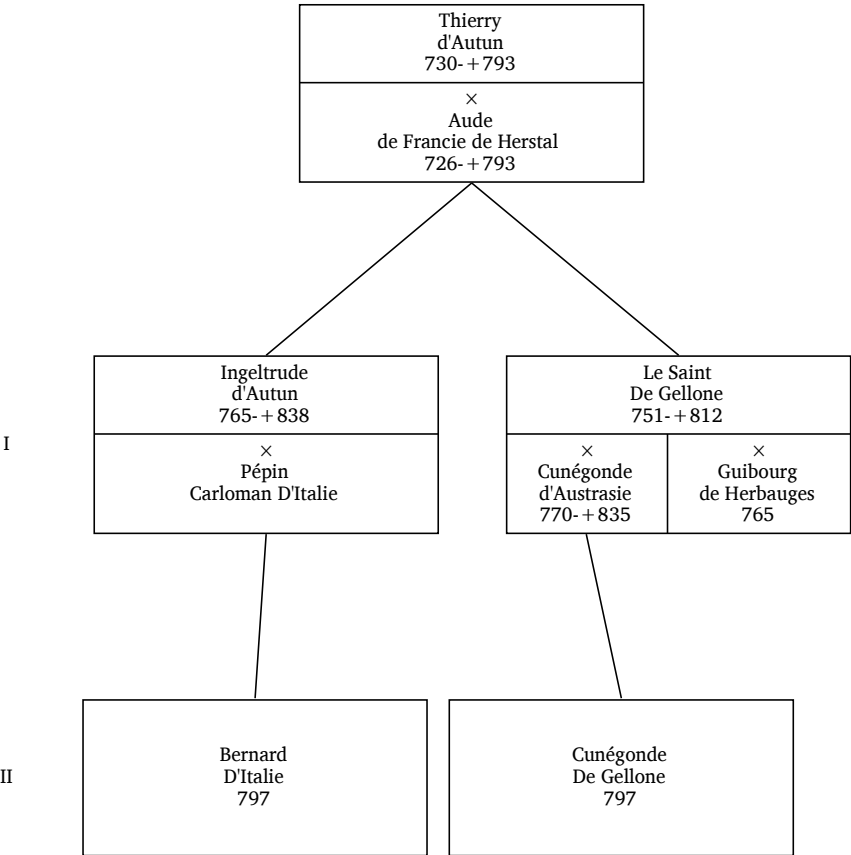 Thierry
d'Autun
730-+793
×
Aude
de Francie de Herstal
726-+793
I
Ingeltrude
d'Autun
765-+838
×
Pépin
Carloman D'Italie
Le Saint
De Gellone
751-+812
×
Cunégonde
d'Austrasie
770-+835
×
Guibourg
de Herbauges
765
II
Bernard
D'Italie
797
Cunégonde
De Gellone
797